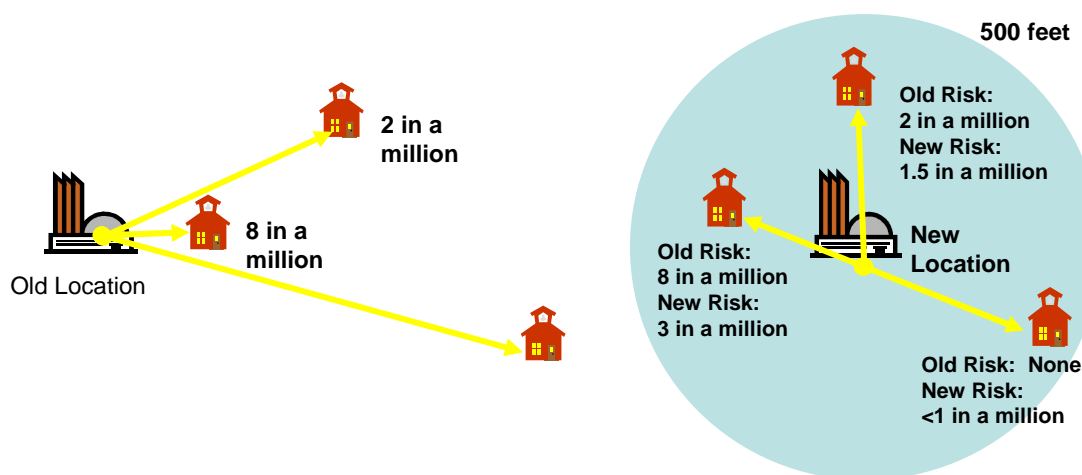 2 in a
million
8 in a
million
Old Location
500 feet
Old Risk:
2 in a million
New Risk:
1.5 in a million
New
Location
Old Risk:
8 in a million
New Risk:
3 in a million
Old Risk:  None
New Risk:
<1 in a million